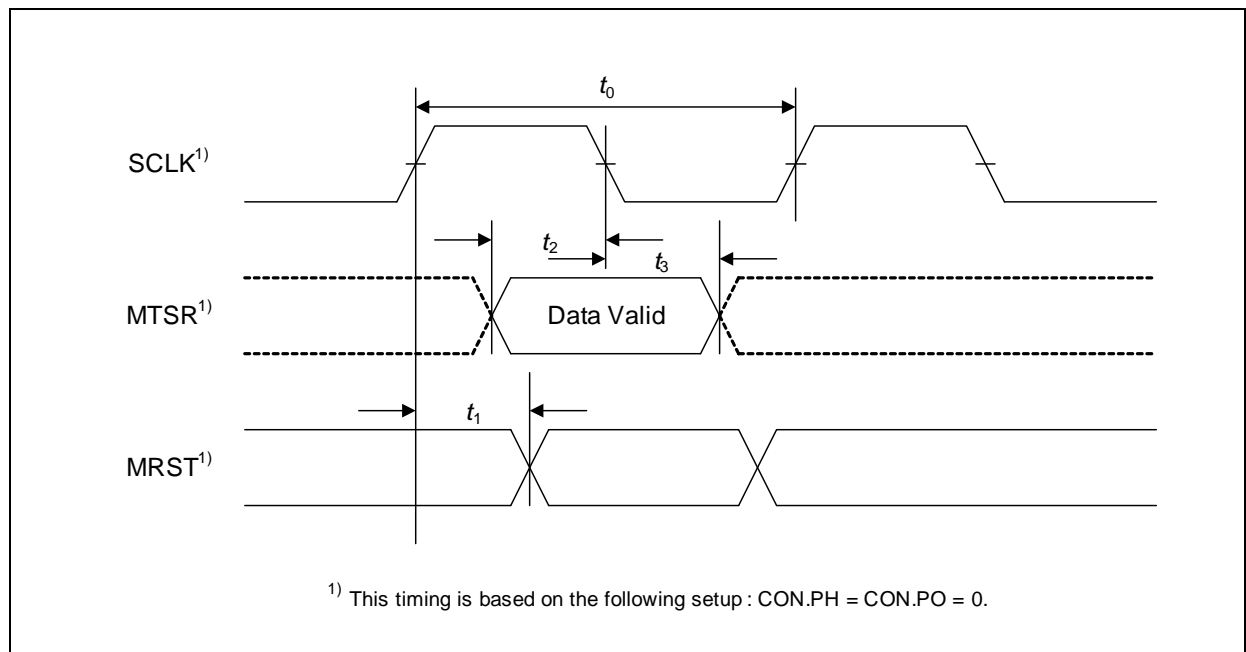 t₀
SCLK¹⁾
t₂
t₃
MTSR¹⁾
Data Valid
t₁
MRST¹⁾
¹⁾ This timing is based on the following setup : CON.PH = CON.PO = 0.